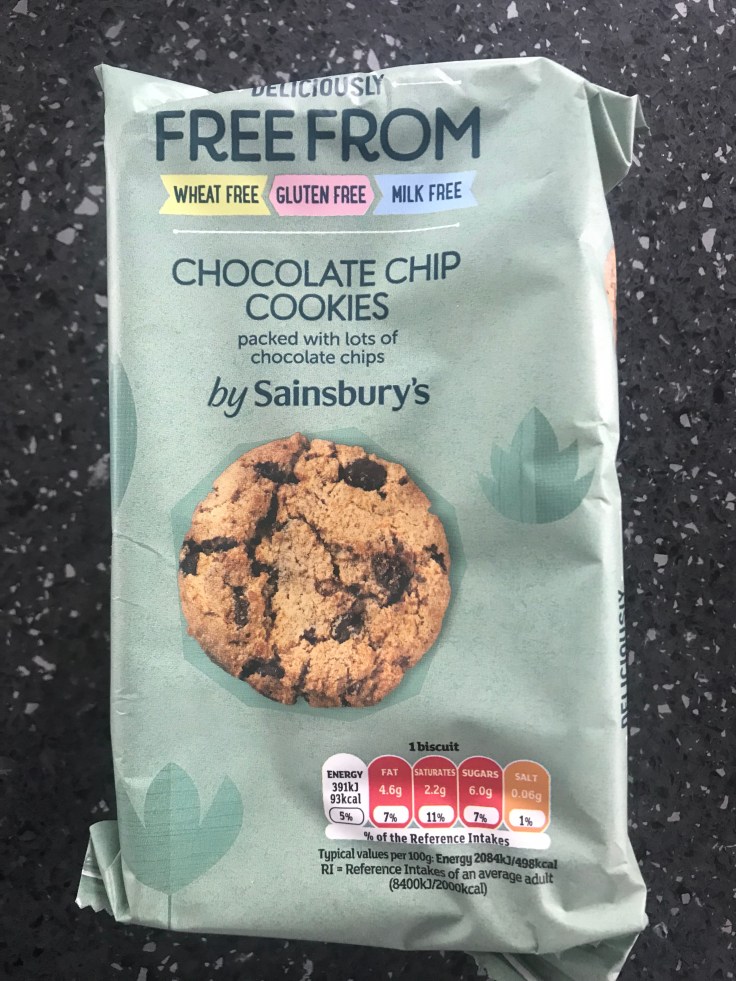 DELICIOUSLY
FREE FROM
WHEAT FREE GLUTEN FREE MILK FREE
CHOCOLATE CHIP
COOKIES
packed with lots of
chocolate chips
by Sainsbury's
1 biscuit
ENERGY FAT SATURATES SUGARS SALT
391kJ 4.6g 2.2g 6.0g 0.06g
93kcal
5% 7% 11% 7% 1%
% of the Reference Intakes
Typical values per 100g: Energy 2084kJ/498kcal
RI = Reference Intakes of an average adult
(8400kJ/2000kcal)
DELICIOUSLY